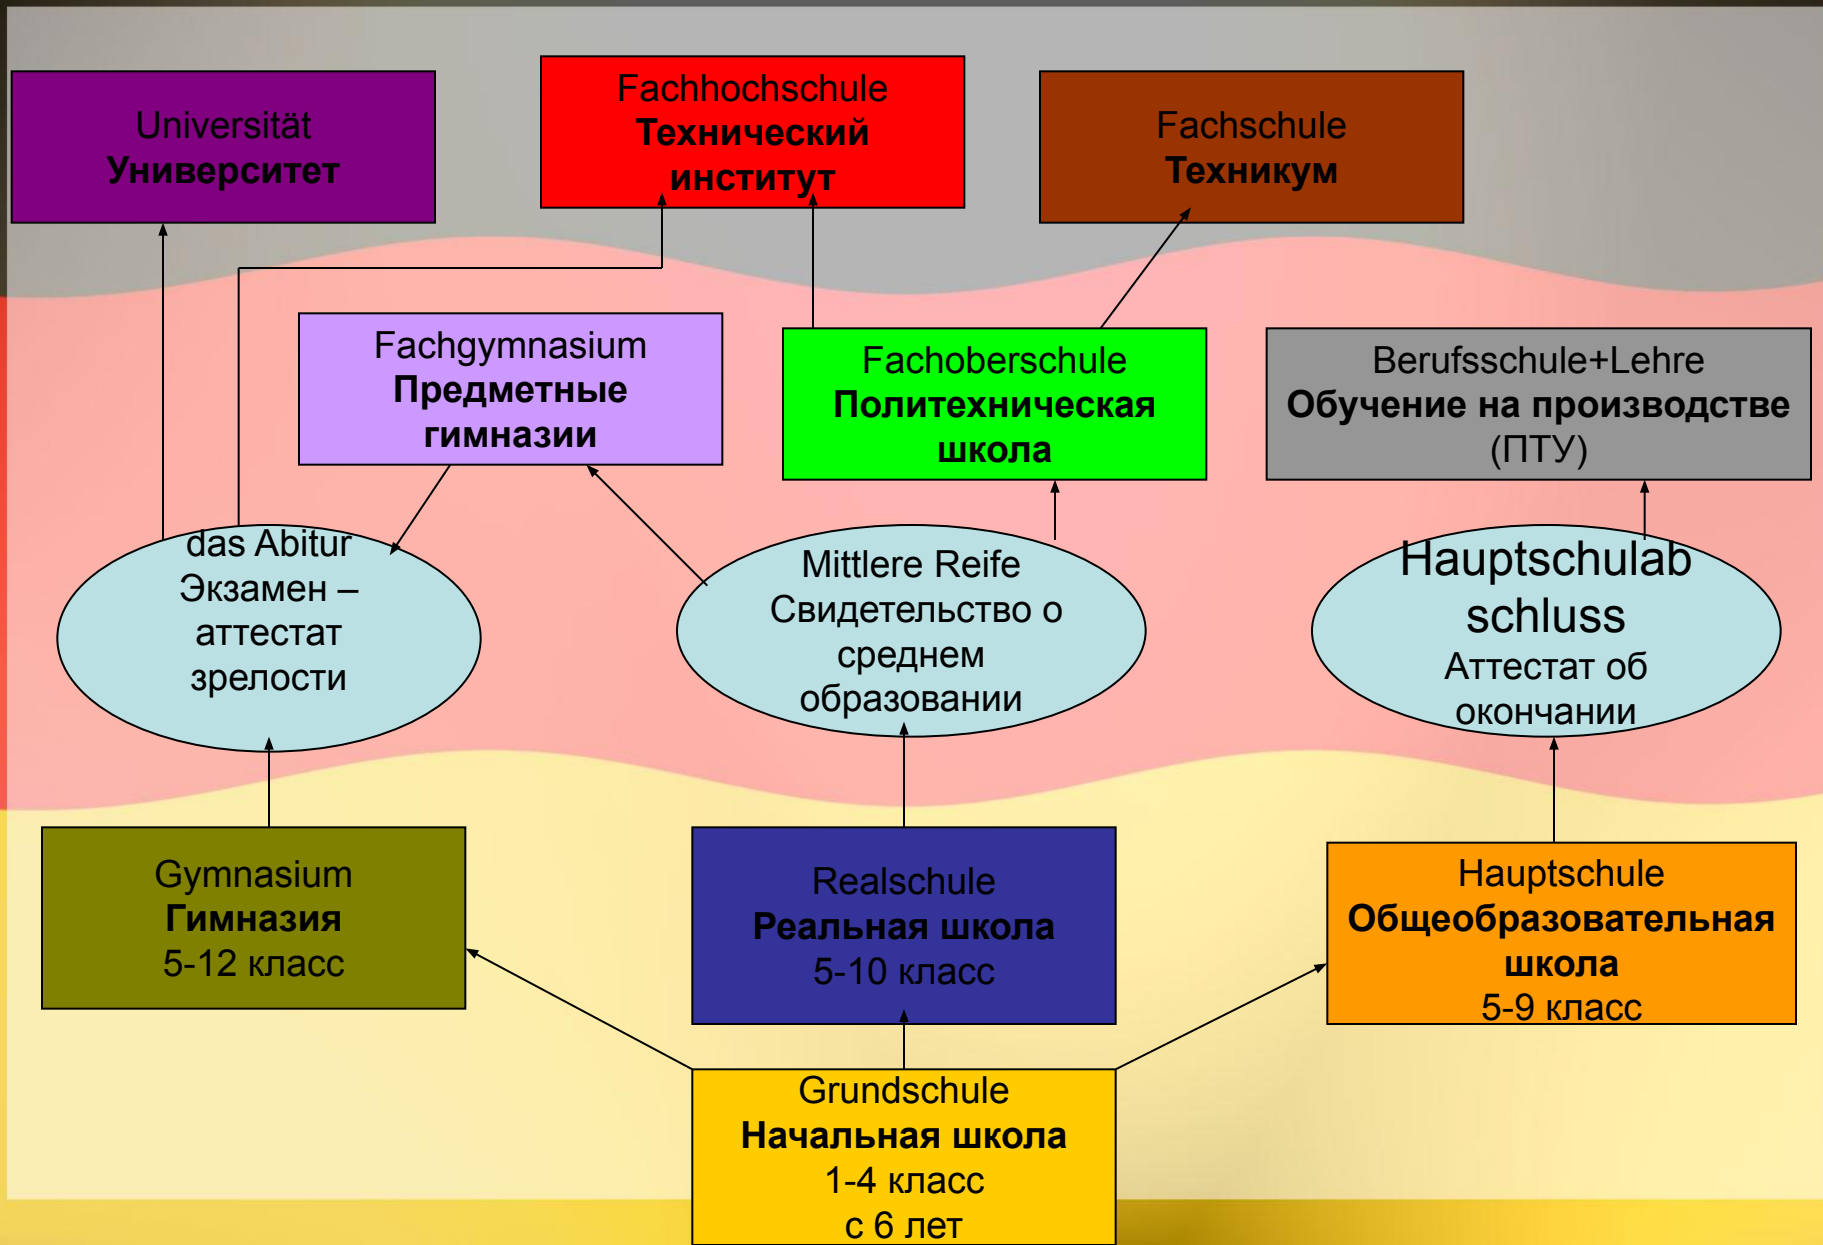 Universität
Университет
Fachhochschule
Технический
институт
Fachschule
Техникум
Fachgymnasium
Предметные
гимназии
Fachoberschule
Политехническая
школа
Berufsschule+Lehre
Обучение на производстве
(ПТУ)
das Abitur
Экзамен –
аттестат
зрелости
Mittlere Reife
Свидетельство о
среднем
образовании
Hauptschulab
schluss
Аттестат об
окончании
Gymnasium
Гимназия
5-12 класс
Realschule
Реальная школа
5-10 класс
Hauptschule
Общеобразовательная
школа
5-9 класс
Grundschule
Начальная школа
1-4 класс
с 6 лет